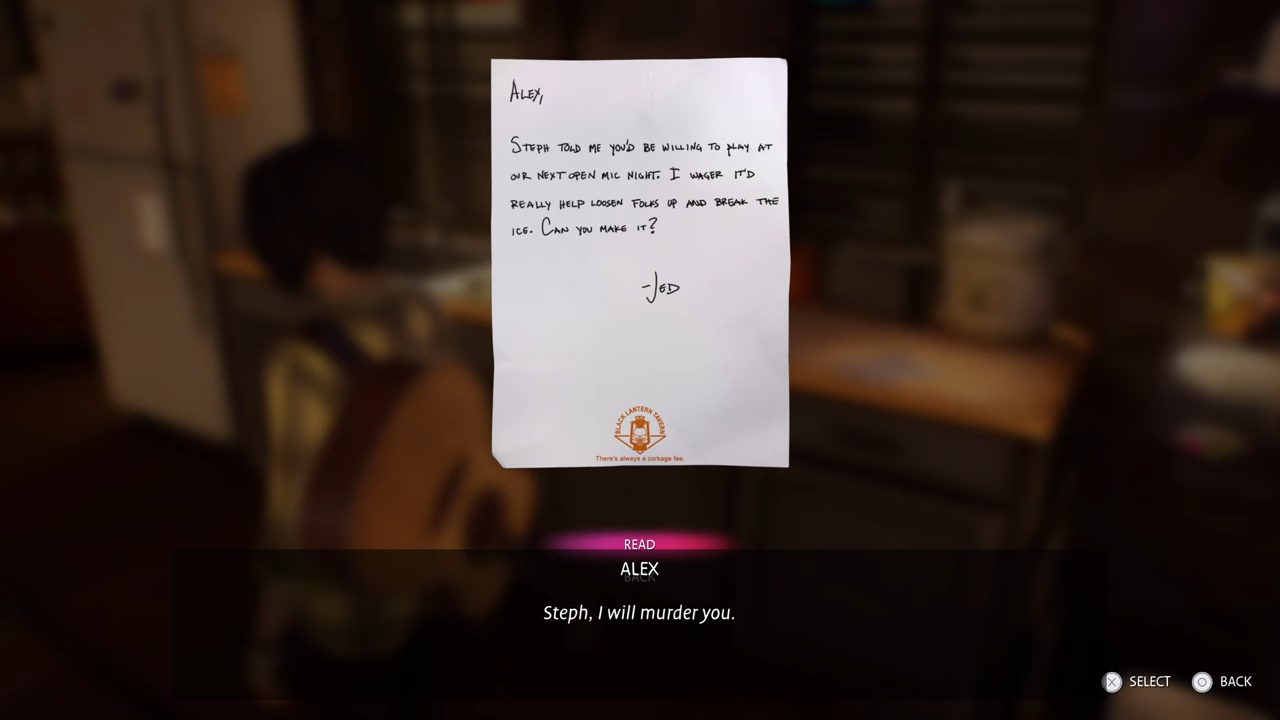 Alex,
Steph told me you'd be willing to play at
our next open mic night. I wager it'd
really help loosen folks up and break the
ice. Can you make it?
-Jed
BLACK LANTERN TAVERN
There's always a corkage fee.
READ
ALEX
BACK
Steph, I will murder you.
SELECT
BACK